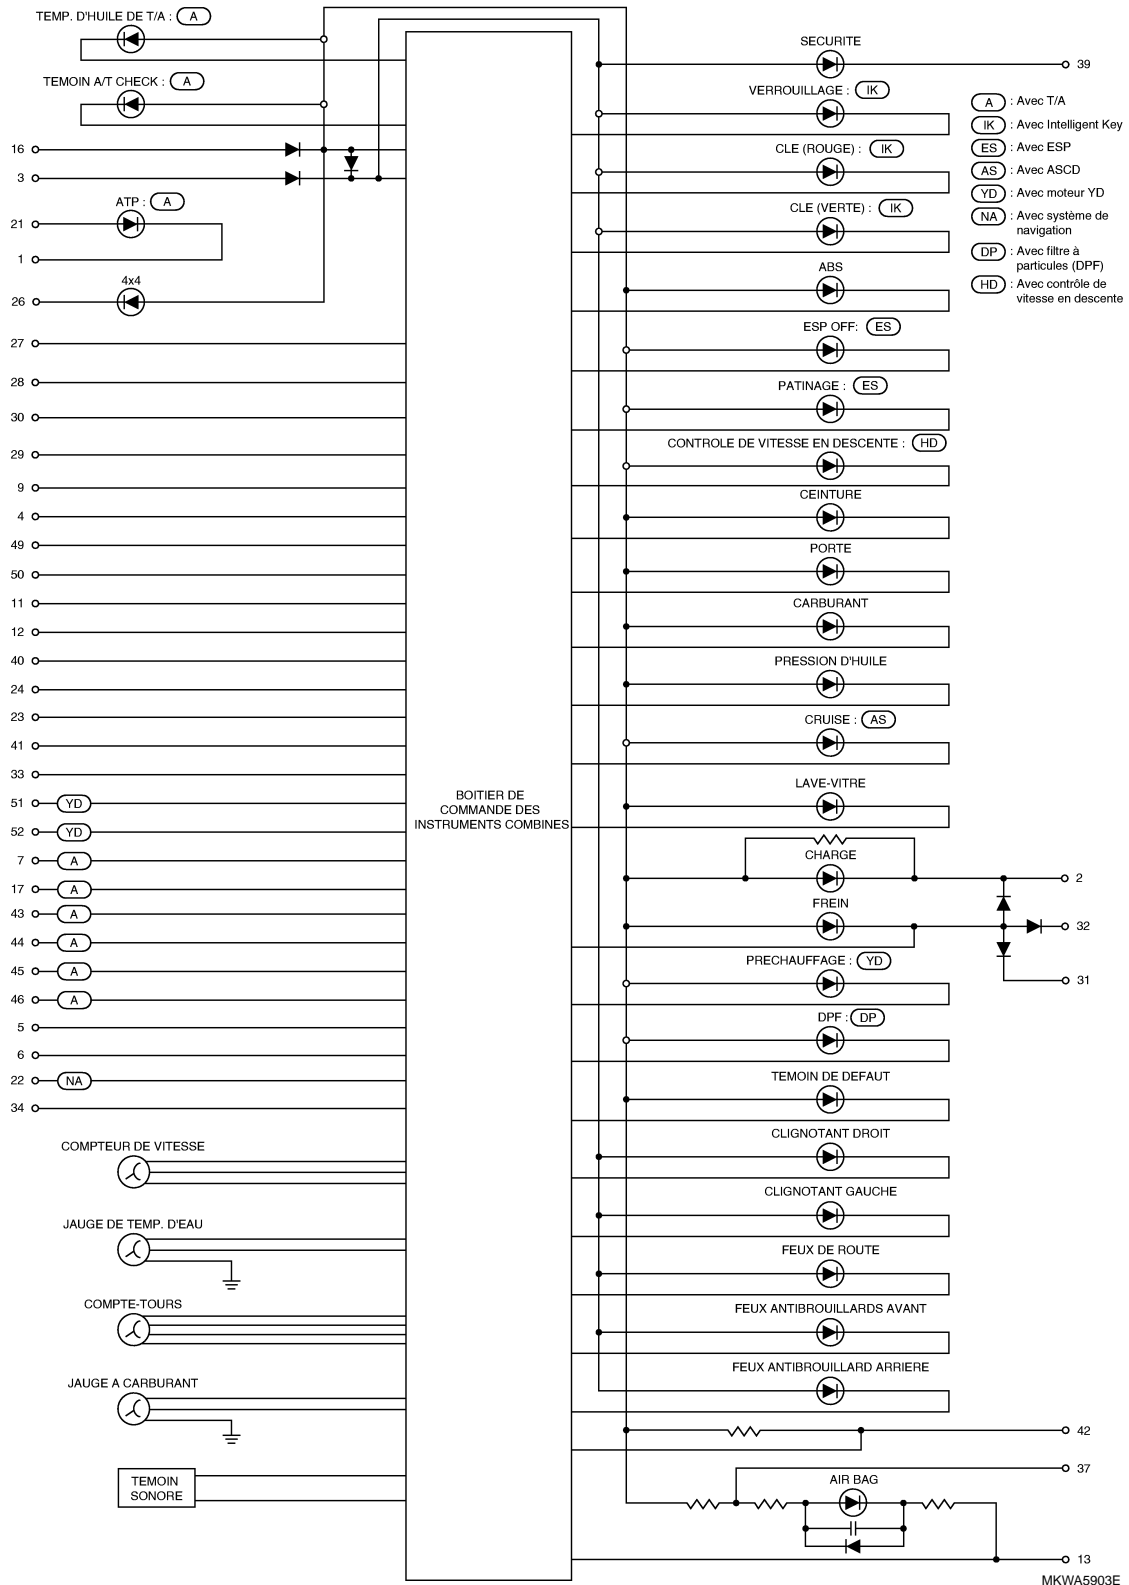 TEMP. D'HUILE DE T/A : A
TEMOIN A/T CHECK : A
16
3
ATP : A
21
1
4x4
26
27
28
30
29
9
4
49
50
11
12
40
24
23
41
33
51 YD
52 YD
7 A
17 A
43 A
44 A
45 A
46 A
5
6
22 NA
34
COMPTEUR DE VITESSE
JAUGE DE TEMP. D'EAU
COMPTE-TOURS
JAUGE A CARBURANT
TEMOIN
SONORE
BOITIER DE
COMMANDE DES
INSTRUMENTS COMBINES
SECURITE
39
VERROUILLAGE : IK
CLE (ROUGE) : IK
CLE (VERTE) : IK
ABS
ESP OFF: ES
PATINAGE : ES
CONTROLE DE VITESSE EN DESCENTE : HD
CEINTURE
PORTE
CARBURANT
PRESSION D'HUILE
CRUISE : AS
LAVE-VITRE
CHARGE
2
FREIN
32
PRECHAUFFAGE : YD
31
DPF : DP
TEMOIN DE DEFAUT
CLIGNOTANT DROIT
CLIGNOTANT GAUCHE
FEUX DE ROUTE
FEUX ANTIBROUILLARDS AVANT
FEUX ANTIBROUILLARD ARRIERE
42
37
AIR BAG
13
A : Avec T/A
IK : Avec Intelligent Key
ES : Avec ESP
AS : Avec ASCD
YD : Avec moteur YD
NA : Avec système de
navigation
DP : Avec filtre à
particules (DPF)
HD : Avec contrôle de
vitesse en descente
MKWA5903E